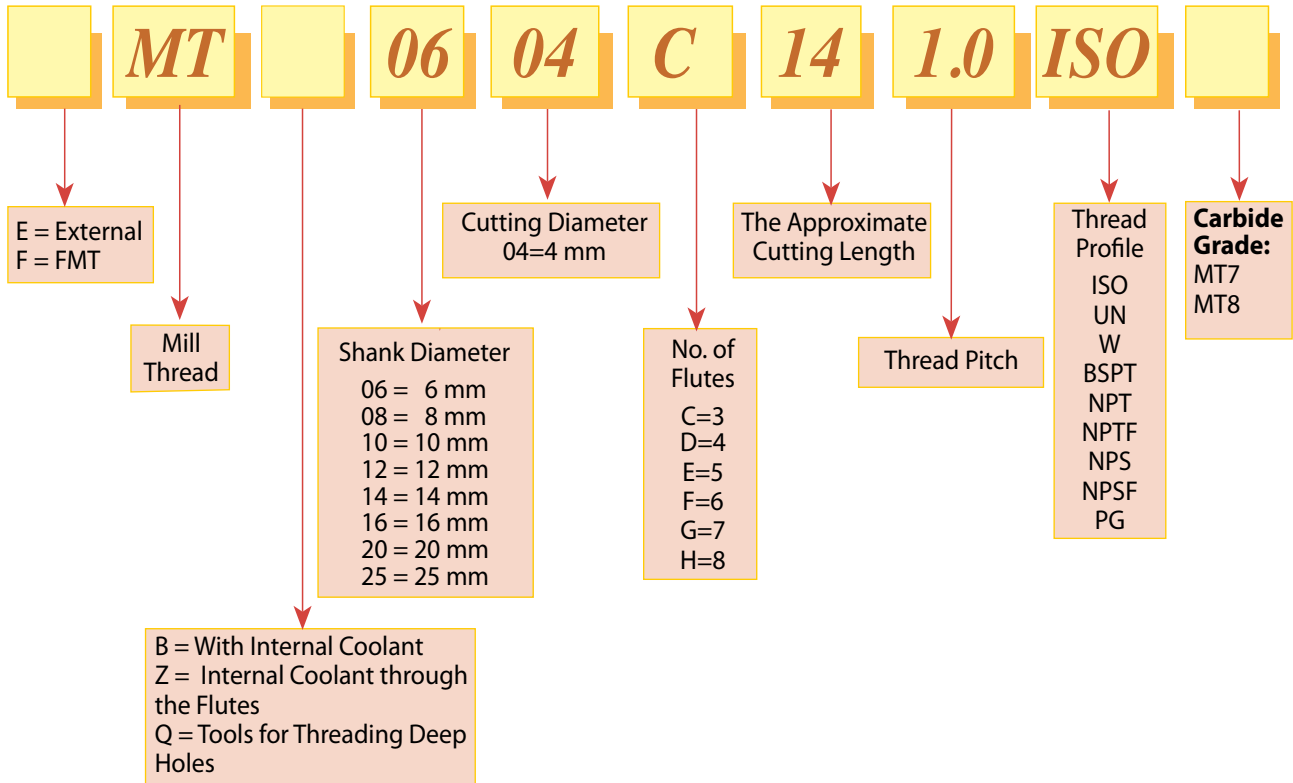 MT 06 04 C 14 1.0 ISO
E = External
F = FMT
Mill
Thread
B = With Internal Coolant
Z = Internal Coolant through
the Flutes
Q = Tools for Threading Deep
Holes
Shank Diameter
06 = 6 mm
08 = 8 mm
10 = 10 mm
12 = 12 mm
14 = 14 mm
16 = 16 mm
20 = 20 mm
25 = 25 mm
Cutting Diameter
04=4 mm
No. of
Flutes
C=3
D=4
E=5
F=6
G=7
H=8
The Approximate
Cutting Length
Thread Pitch
Thread
Profile
ISO
UN
W
BSPT
NPT
NPTF
NPS
NPSF
PG
Carbide
Grade:
MT7
MT8